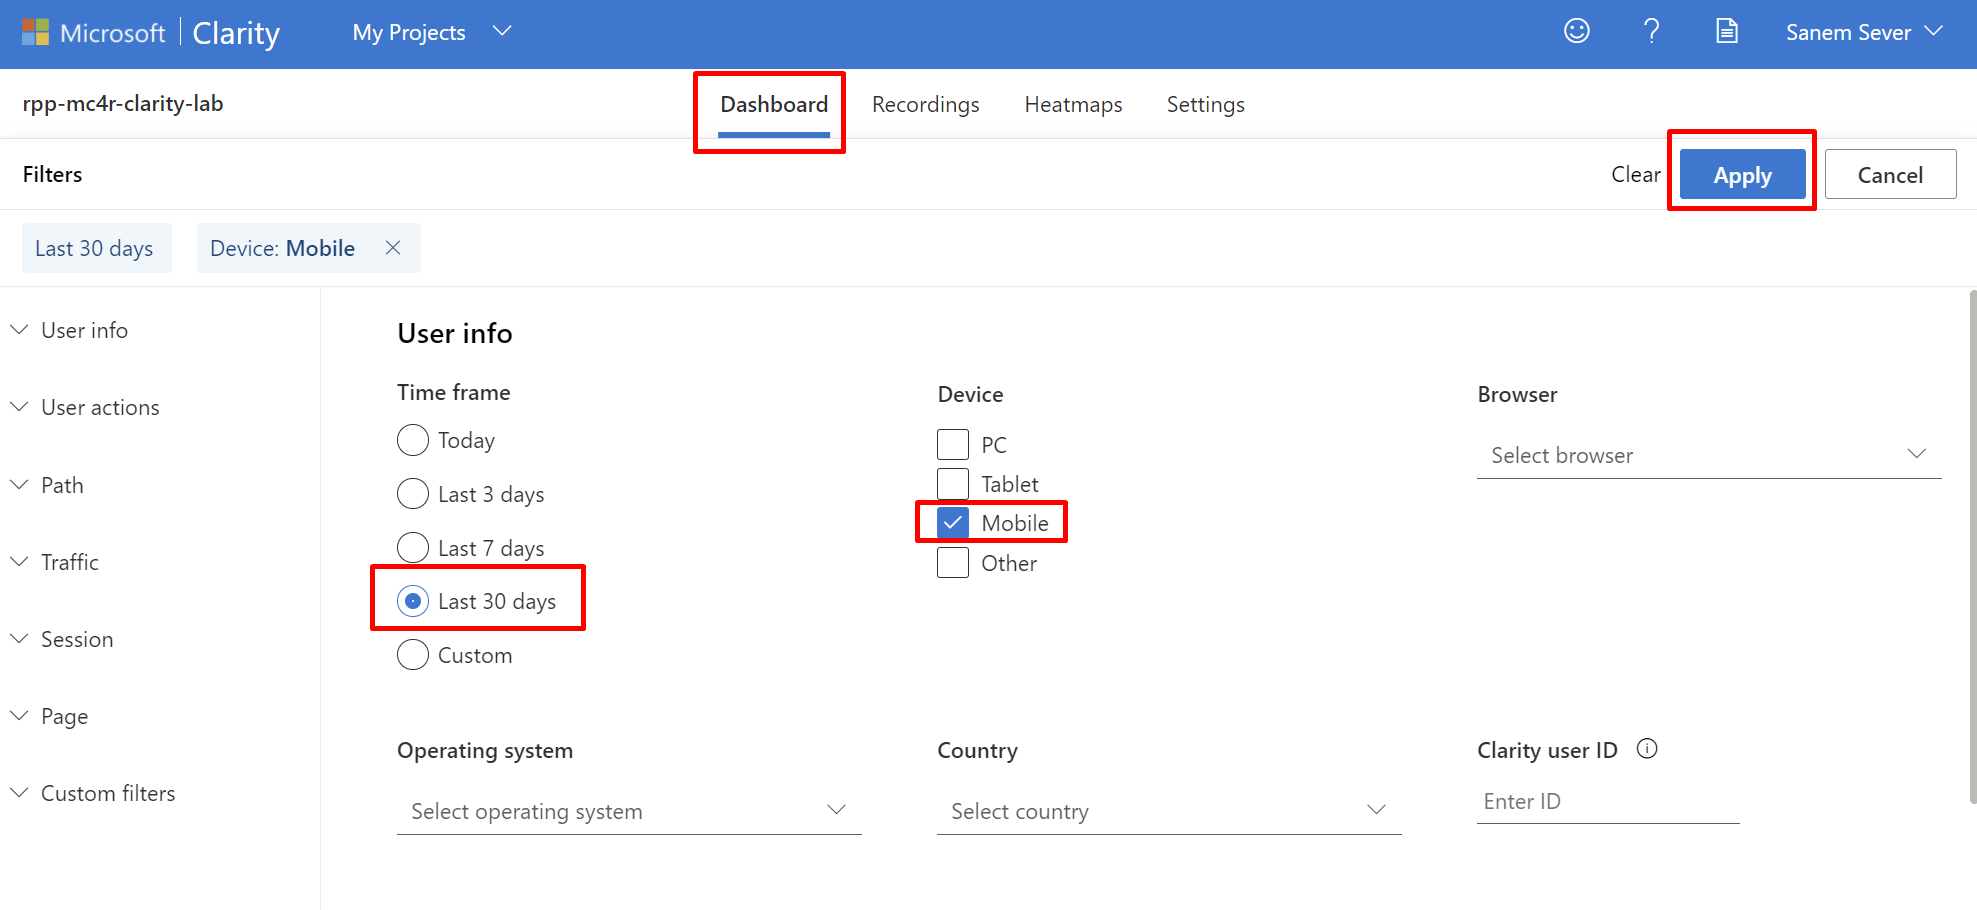 Microsoft | Clarity My Projects Sanem Sever
rpp-mc4r-clarity-lab Dashboard Recordings Heatmaps Settings
Filters Clear Apply Cancel
Last 30 days Device: Mobile
User info
User actions
Path
Traffic
Session
Page
Custom filters
User info
Time frame
Today
Last 3 days
Last 7 days
Last 30 days
Custom
Device
PC
Tablet
Mobile
Other
Browser
Select browser
Operating system
Select operating system
Country
Select country
Clarity user ID
Enter ID